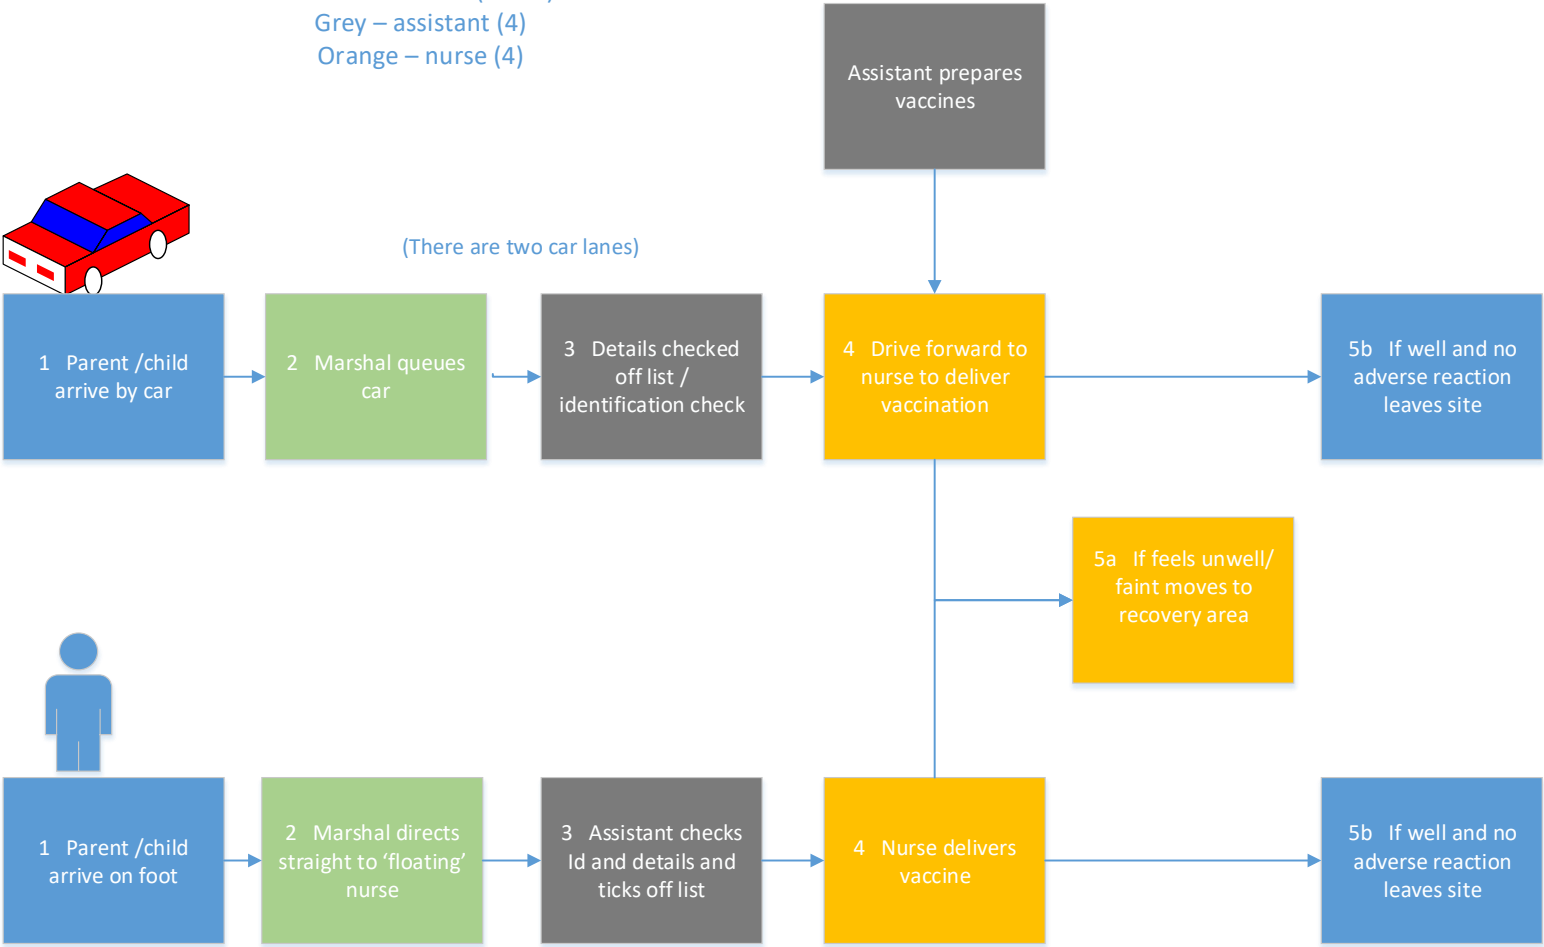 Grey – assistant (4)
Orange – nurse (4)
Assistant prepares
vaccines
(There are two car lanes)
1   Parent /child
arrive by car
2   Marshal queues
car
3   Details checked
off list /
identification check
4   Drive forward to
nurse to deliver
vaccination
5b   If well and no
adverse reaction
leaves site
5a   If feels unwell/
faint moves to
recovery area
1   Parent /child
arrive on foot
2   Marshal directs
straight to ‘floating’
nurse
3   Assistant checks
Id and details and
ticks off list
4   Nurse delivers
vaccine
5b   If well and no
adverse reaction
leaves site